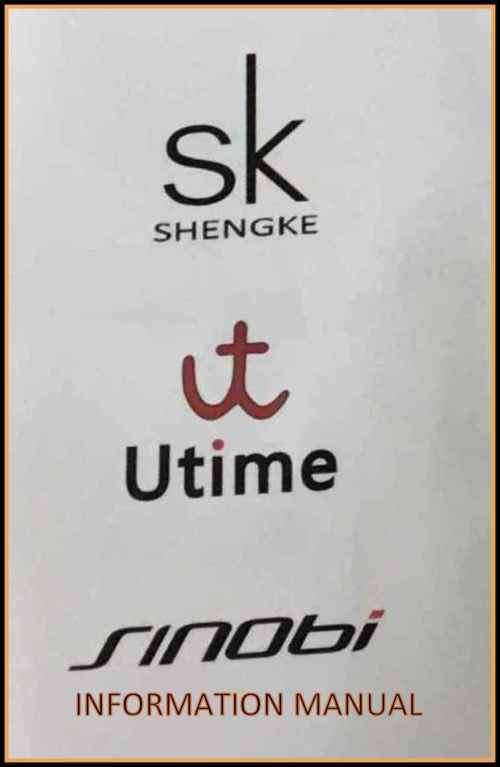 sk
SHENGKE
ut
Utime
SINOBI
INFORMATION MANUAL